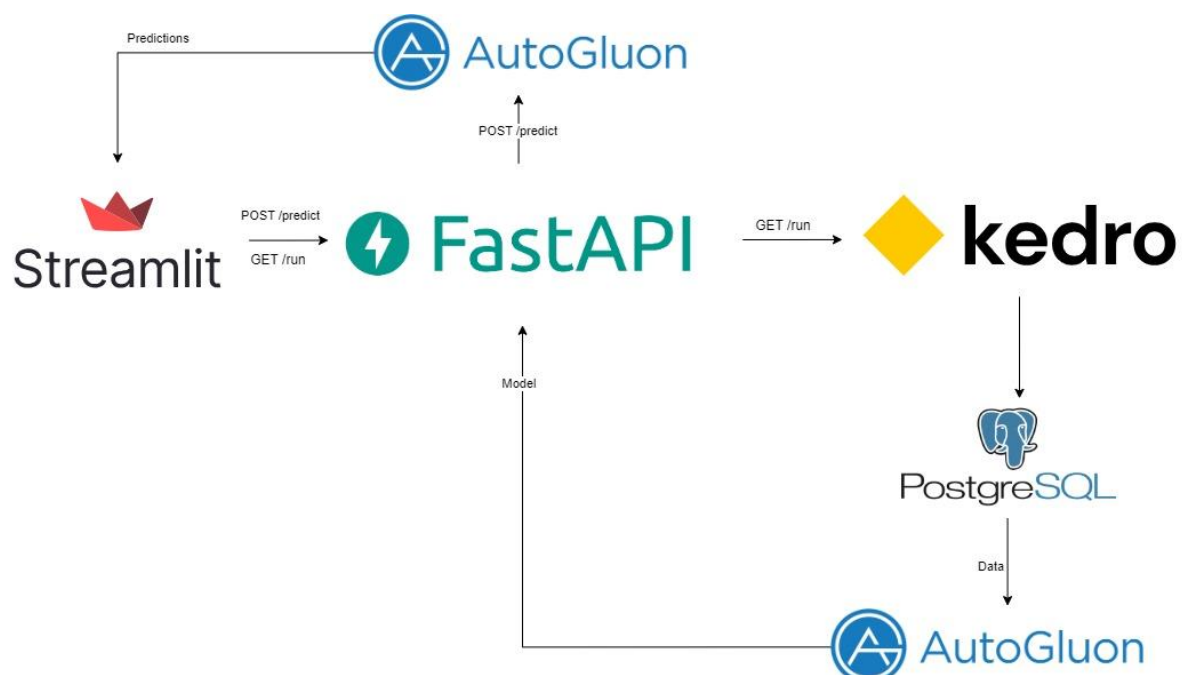 Predictions
AutoGluon
POST /predict
Streamlit
POST /predict
GET /run
FastAPI
GET /run
kedro
Model
PostgreSQL
Data
AutoGluon